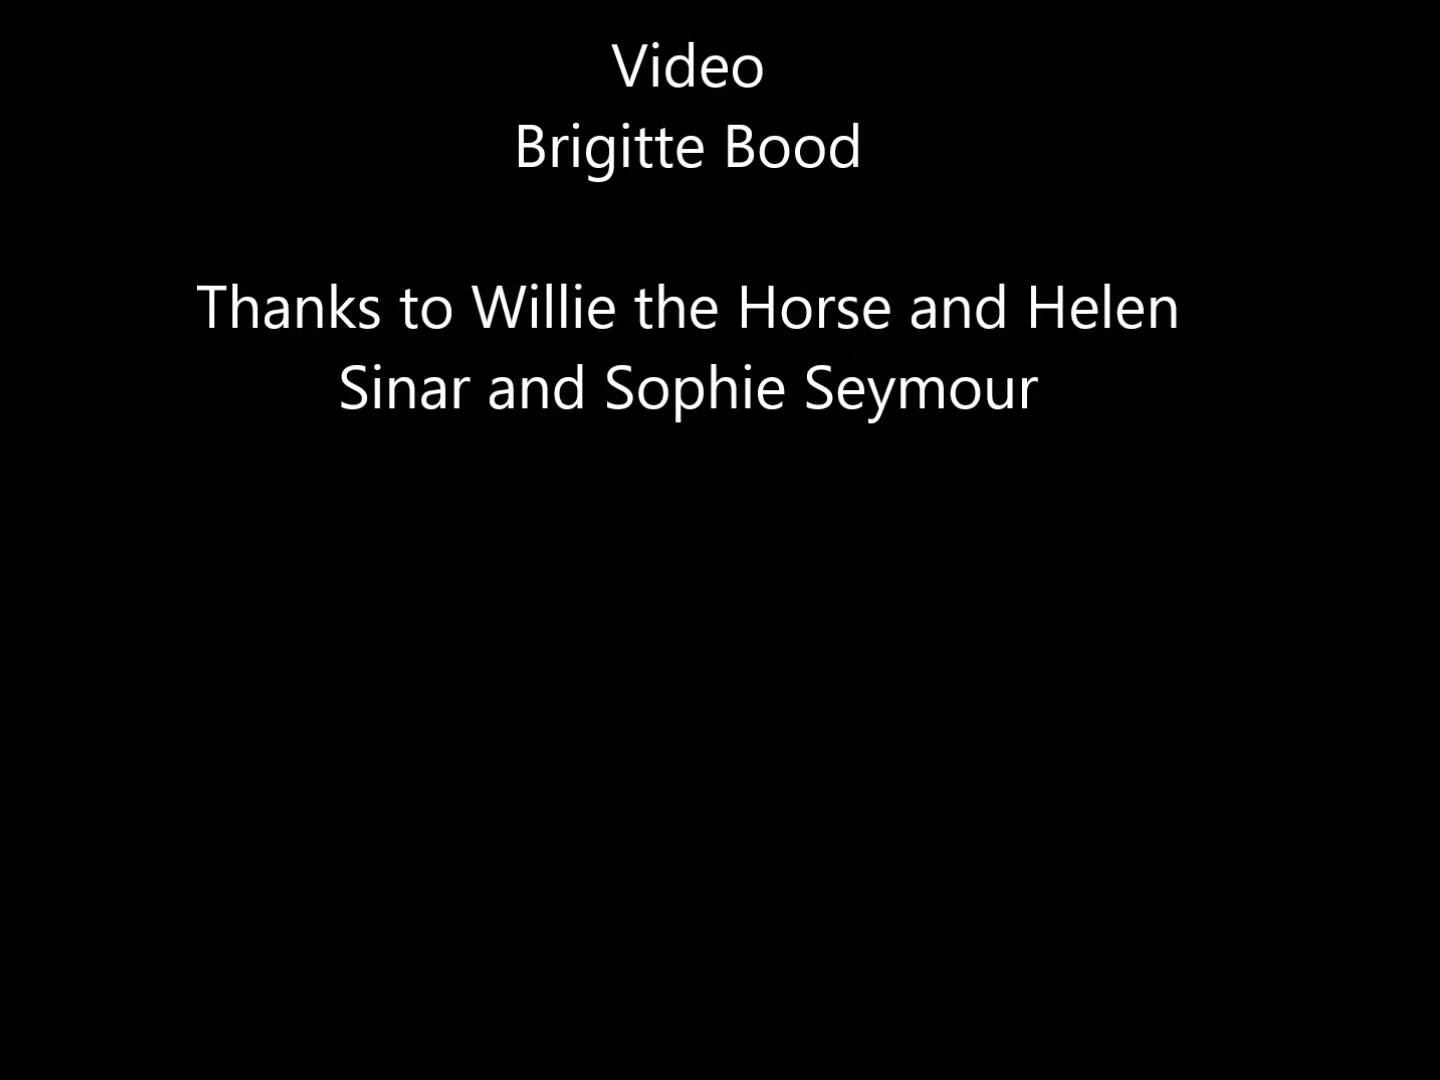 Video
Brigitte Bood
Thanks to Willie the Horse and Helen
Sinar and Sophie Seymour